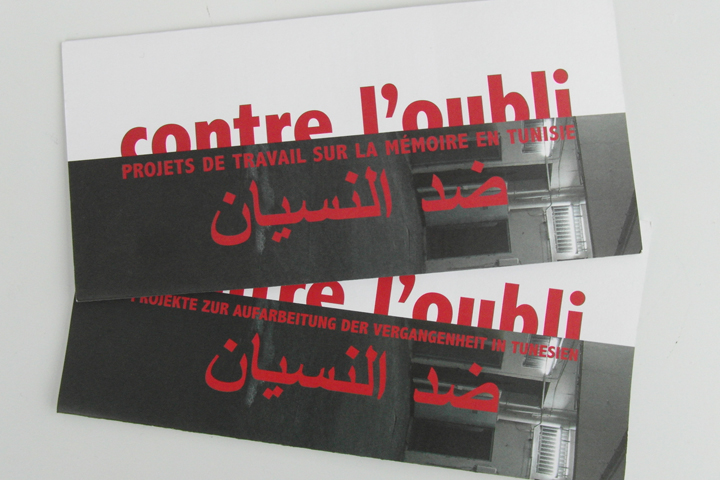 contre l'oubli
PROJETS DE TRAVAIL SUR LA MÉMOIRE EN TUNISIE
ضد النسيان
contre l'oubli
PROJEKTE ZUR AUFARBEITUNG DER VERGANGENHEIT IN TUNESIEN
ضد النسيان